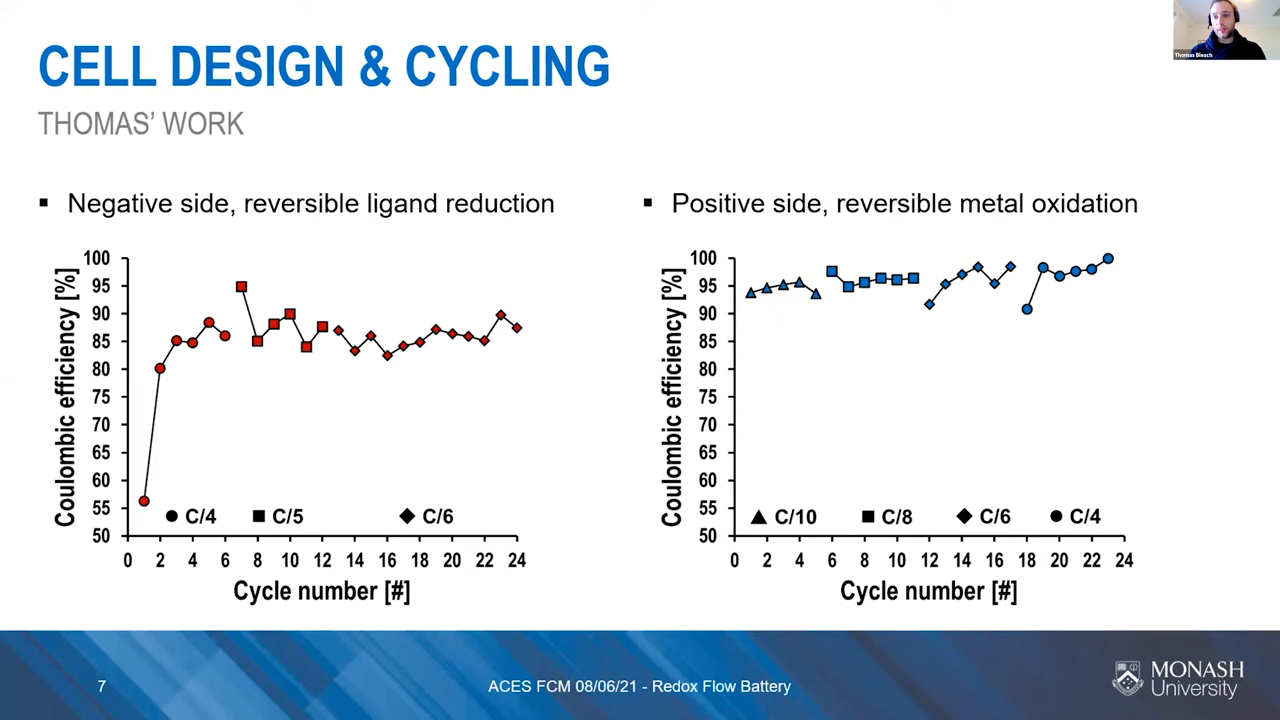 Thomas Biesch
CELL DESIGN & CYCLING
THOMAS’ WORK
▪ Negative side, reversible ligand reduction
Coulombic efficiency [%]
100
95
90
85
80
75
70
65
60
55
50
C/4 C/5 C/6
0 2 4 6 8 10 12 14 16 18 20 22 24
Cycle number [#]
▪ Positive side, reversible metal oxidation
Coulombic efficiency [%]
100
95
90
85
80
75
70
65
60
55
50
C/10 C/8 C/6 C/4
0 2 4 6 8 10 12 14 16 18 20 22 24
Cycle number [#]
7
ACES FCM 08/06/21 - Redox Flow Battery
MONASH
University